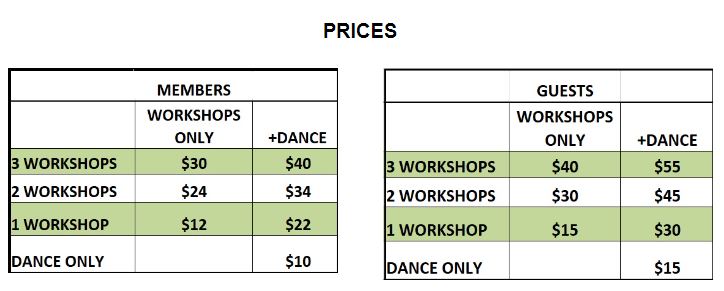 PRICES
MEMBERS
WORKSHOPS
ONLY +DANCE
3 WORKSHOPS $30 $40
2 WORKSHOPS $24 $34
1 WORKSHOP $12 $22
DANCE ONLY $10
GUESTS
WORKSHOPS
ONLY +DANCE
3 WORKSHOPS $40 $55
2 WORKSHOPS $30 $45
1 WORKSHOP $15 $30
DANCE ONLY $15